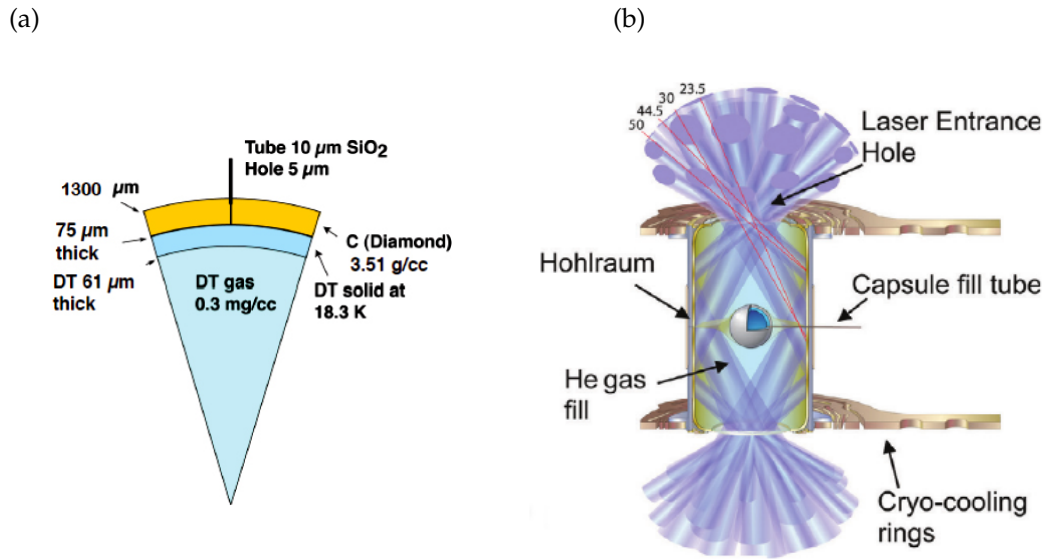 (a)
(b)
Tube 10 µm SiO₂
Hole 5 µm
1300 µm
75 µm
thick
DT 61 µm
thick
DT gas
0.3 mg/cc
C (Diamond)
3.51 g/cc
DT solid at
18.3 K
23.5
30
44.5
50
Laser Entrance
Hole
Hohlraum
Capsule fill tube
He gas
fill
Cryo-cooling
rings